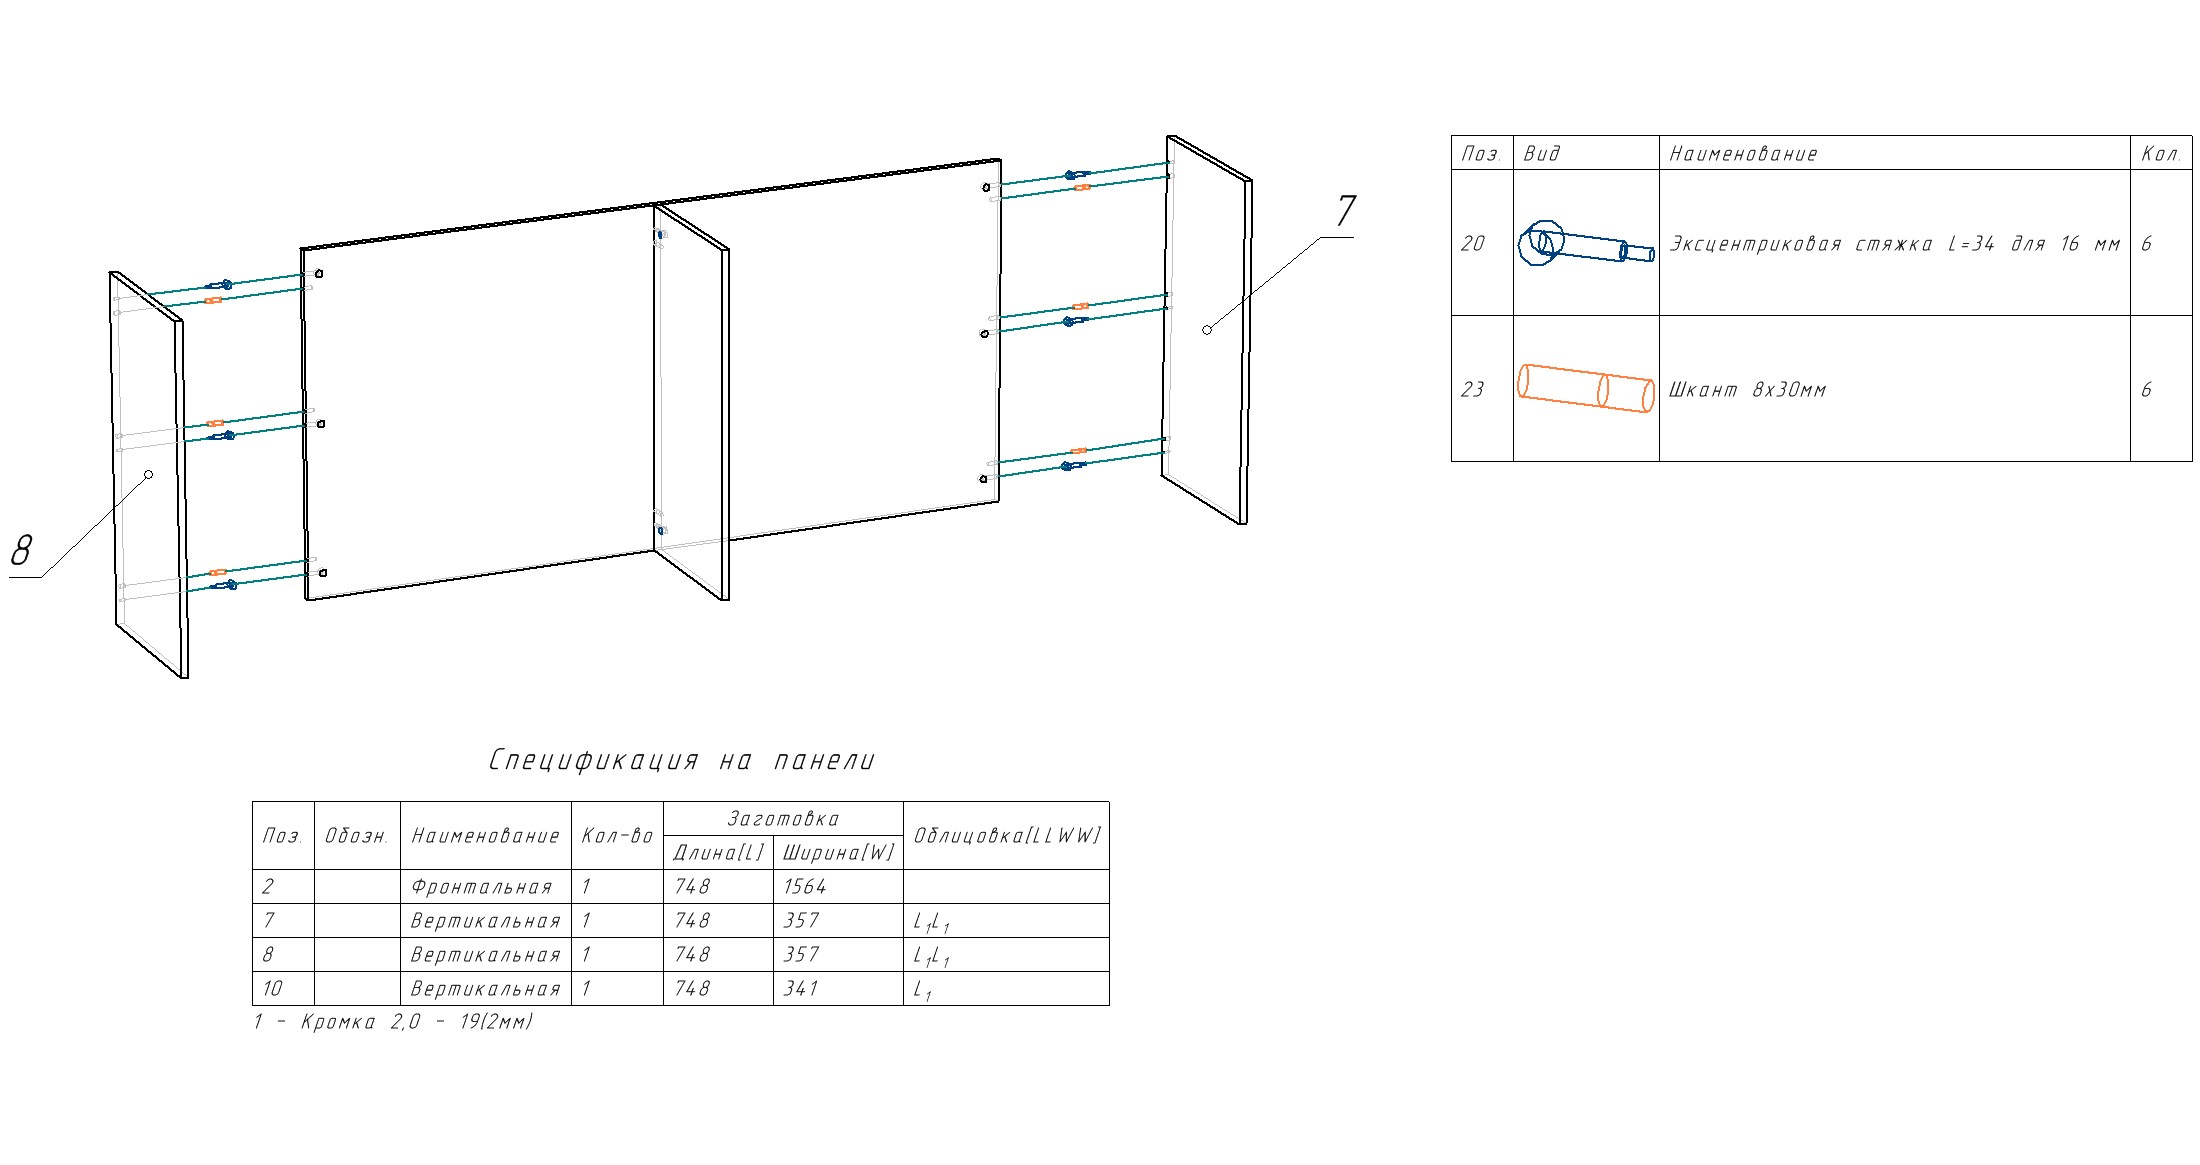 7
8
Поз. Вид Наименование Кол.
20 Эксцентриковая стяжка L=34 для 16 мм 6
23 Шкант 8х30мм 6
Спецификация на панели
Поз. Обозн. Наименование Кол-во Заготовка Облицовка[LLWW]
Длина[L] Ширина[W]
2 Фронтальная 1 748 1564
7 Вертикальная 1 748 357 L₁L₁
8 Вертикальная 1 748 357 L₁L₁
10 Вертикальная 1 748 341 L₁
1 - Кромка 2,0 - 19(2мм)